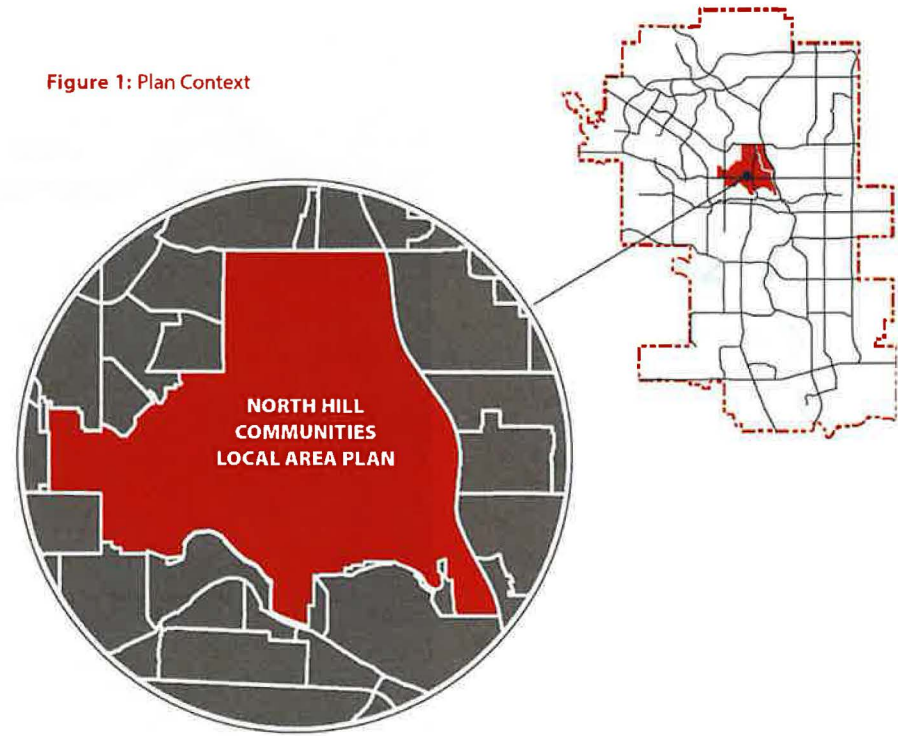 Figure 1: Plan Context
NORTH HILL
COMMUNITIES
LOCAL AREA PLAN